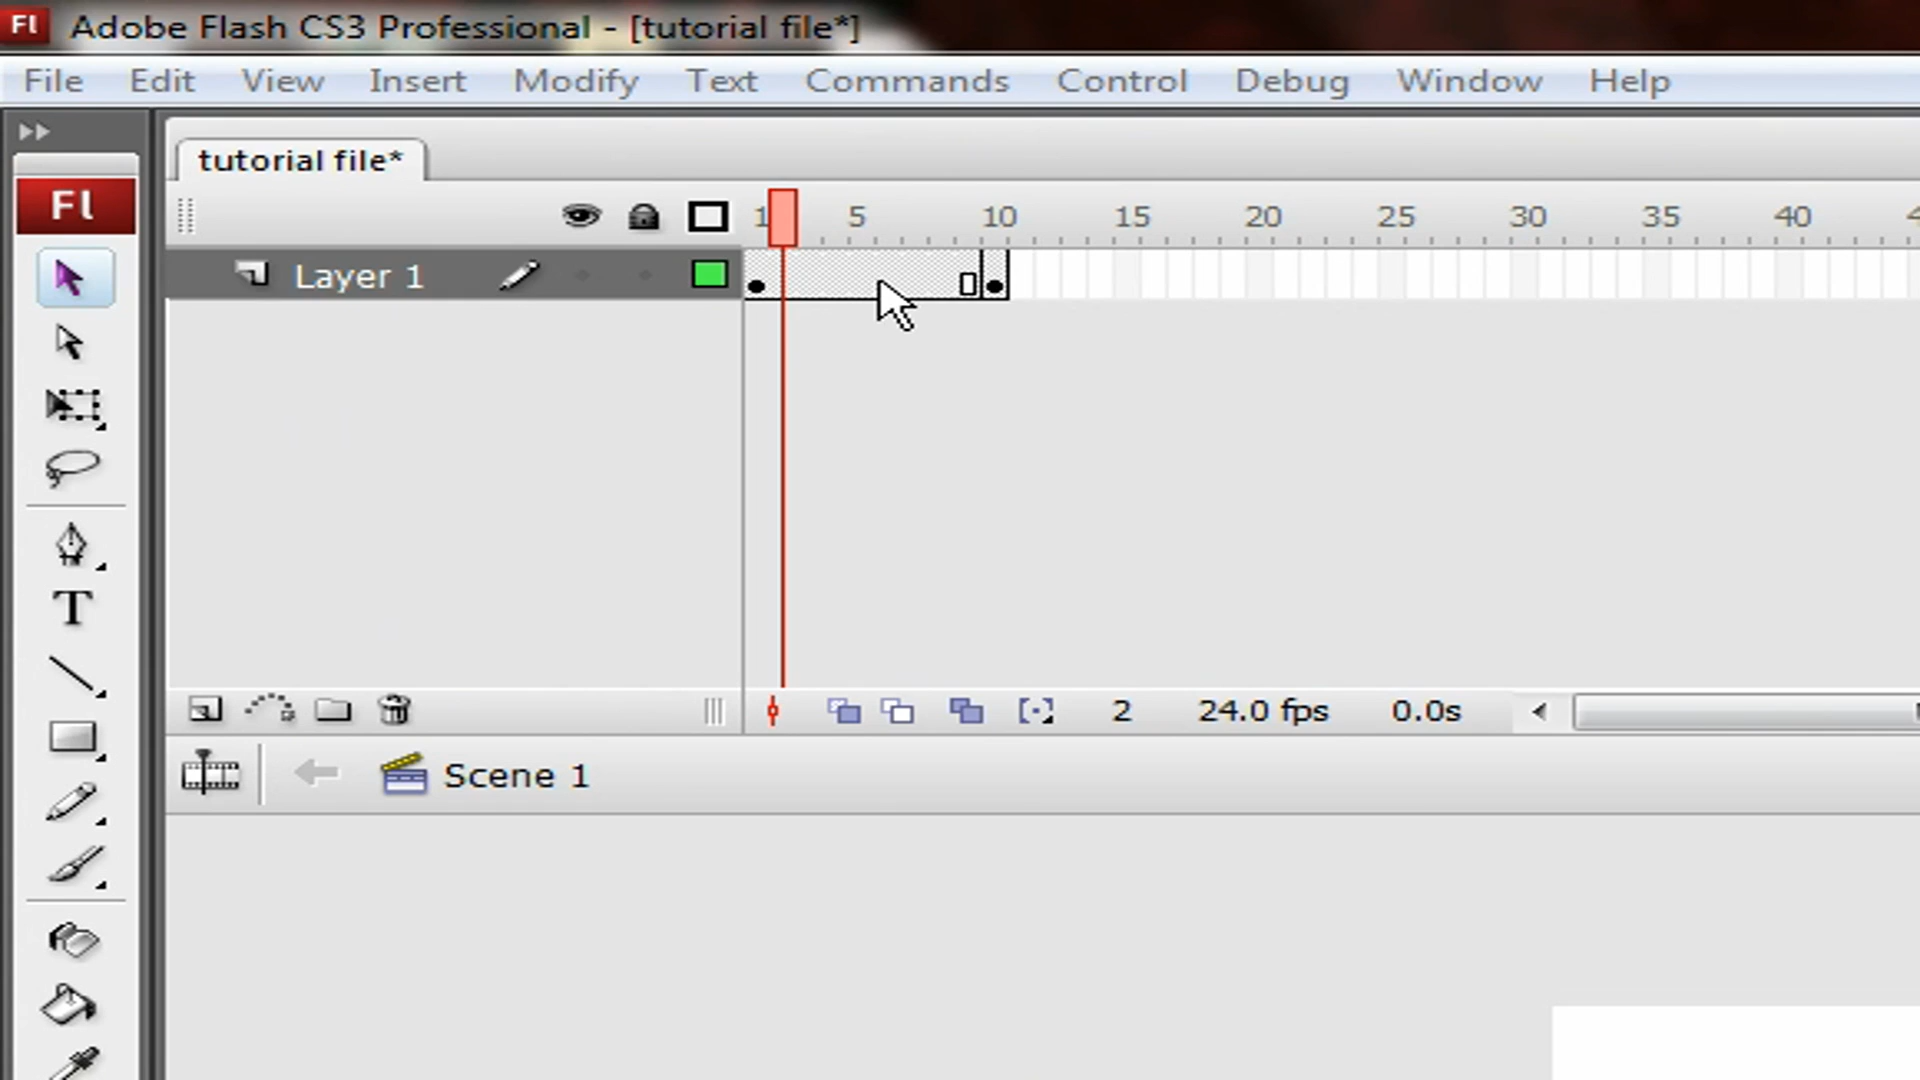 Fl Adobe Flash CS3 Professional - [tutorial file*]
File Edit View Insert Modify Text Commands Control Debug Window Help
tutorial file*
Fl
1 5 10 15 20 25 30 35 40
Layer 1
T
2 24.0 fps 0.0s
Scene 1